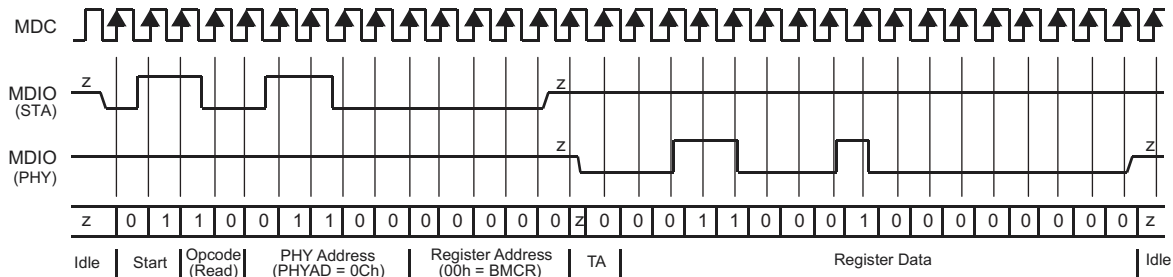 MDC
z
z
MDIO
(STA)
z
z
MDIO
(PHY)
z 0 1 1 0 0 1 1 0 0 0 0 0 0 0 z 0 0 0 1 1 0 0 0 1 0 0 0 0 0 0 0 0 z
Idle Start Opcode PHY Address Register Address TA Register Data Idle
(Read) (PHYAD = 0Ch) (00h = BMCR)